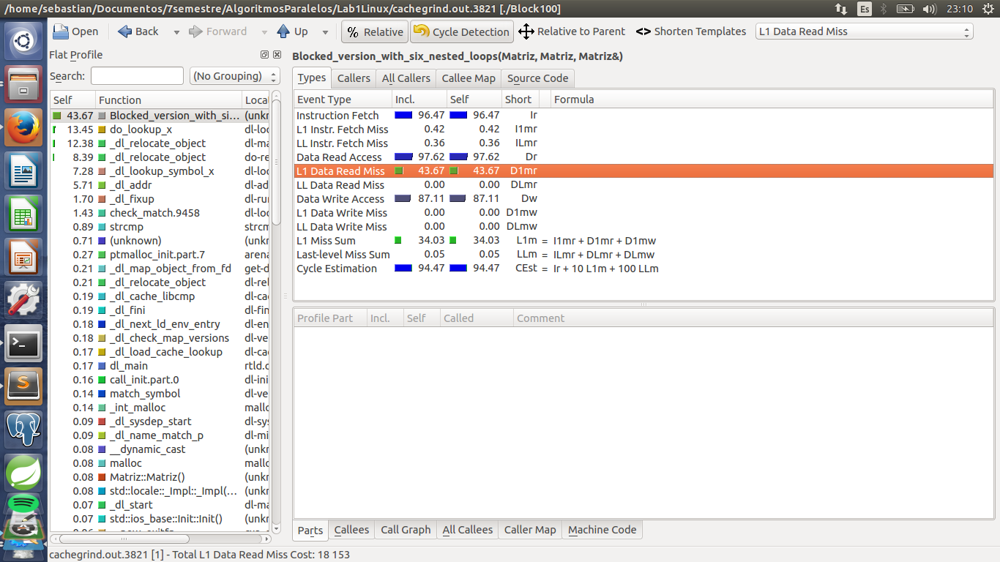 /home/sebastian/Documentos/7semestre/AlgoritmosParalelos/Lab1Linux/cachegrind.out.3821 [./Block100] Es 23:10
Open Back Forward Up % Relative Cycle Detection Relative to Parent <> Shorten Templates L1 Data Read Miss
Flat Profile
Search: (No Grouping)
Self Function Loca
43.67 Blocked_version_with_si... (unkn
13.45 do_lookup_x dl-loo
12.38 _dl_relocate_object dl-ma
8.39 _dl_relocate_object do-re
7.28 _dl_lookup_symbol_x dl-loo
5.71 _dl_addr dl-ad
1.70 _dl_fixup dl-ru
1.43 check_match.9458 dl-loo
0.89 strcmp strcm
0.71 (unknown) (unkn
0.27 ptmalloc_init.part.7 arena
0.21 _dl_map_object_from_fd get-d
0.21 _dl_relocate_object dl-rel
0.19 _dl_cache_libcmp dl-ca
0.19 _dl_fini dl-fin
0.18 _dl_next_ld_env_entry dl-en
0.18 _dl_check_map_versions dl-ve
0.17 _dl_load_cache_lookup dl-ca
0.17 dl_main rtld.c
0.16 call_init.part.0 dl-ini
0.14 match_symbol dl-ve
0.14 _int_malloc mallo
0.09 _dl_sysdep_start dl-sy
0.09 _dl_name_match_p dl-mi
0.08 __dynamic_cast (unkn
0.08 malloc mallo
0.08 Matriz::Matriz() (unkn
0.08 std::locale::_Impl::_Impl(... (unkn
0.07 _dl_start dl-ma
0.07 std::ios_base::Init::Init() (unkn
Blocked_version_with_six_nested_loops(Matriz, Matriz, Matriz&)
Types Callers All Callers Callee Map Source Code
Event Type Incl. Self Short Formula
Instruction Fetch 96.47 96.47 Ir
L1 Instr. Fetch Miss 0.42 0.42 I1mr
LL Instr. Fetch Miss 0.36 0.36 ILmr
Data Read Access 97.62 97.62 Dr
L1 Data Read Miss 43.67 43.67 D1mr
LL Data Read Miss 0.00 0.00 DLmr
Data Write Access 87.11 87.11 Dw
L1 Data Write Miss 0.00 0.00 D1mw
LL Data Write Miss 0.00 0.00 DLmw
L1 Miss Sum 34.03 34.03 L1m = I1mr + D1mr + D1mw
Last-level Miss Sum 0.05 0.05 LLm = ILmr + DLmr + DLmw
Cycle Estimation 94.47 94.47 CEst = Ir + 10 L1m + 100 LLm
Profile Part Incl. Self Called Comment
Parts Callees Call Graph All Callees Caller Map Machine Code
cachegrind.out.3821 [1] - Total L1 Data Read Miss Cost: 18 153